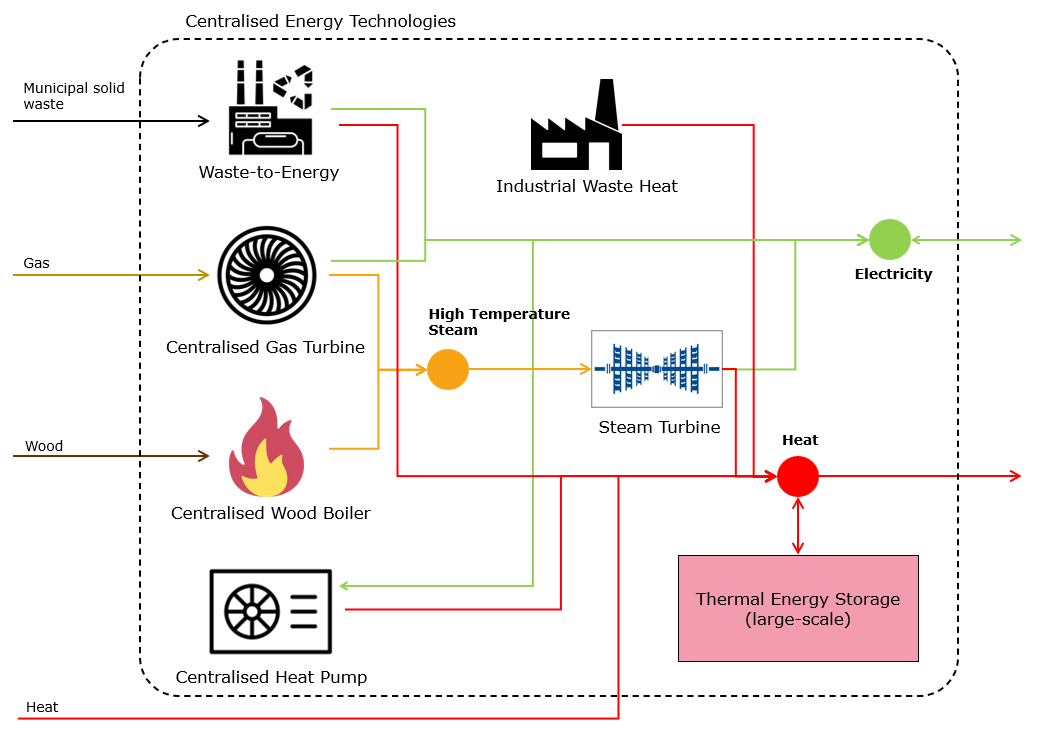 Centralised Energy Technologies
Municipal solid
waste
Waste-to-Energy
Industrial Waste Heat
Gas
Electricity
High Temperature
Steam
Centralised Gas Turbine
Steam Turbine
Wood
Heat
Centralised Wood Boiler
Thermal Energy Storage
(large-scale)
Centralised Heat Pump
Heat